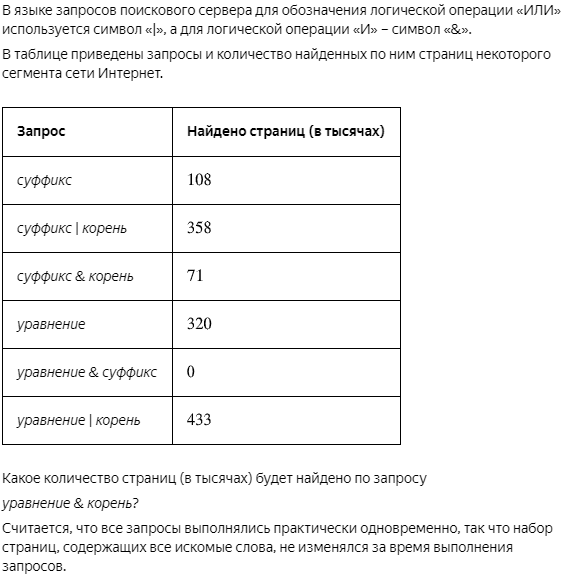 В языке запросов поискового сервера для обозначения логической операции «ИЛИ»
используется символ «|», а для логической операции «И» – символ «&».
В таблице приведены запросы и количество найденных по ним страниц некоторого
сегмента сети Интернет.
Запрос Найдено страниц (в тысячах)
суффикс 108
суффикс | корень 358
суффикс & корень 71
уравнение 320
уравнение & суффикс 0
уравнение | корень 433
Какое количество страниц (в тысячах) будет найдено по запросу
уравнение & корень?
Считается, что все запросы выполнялись практически одновременно, так что набор
страниц, содержащих все искомые слова, не изменялся за время выполнения
запросов.